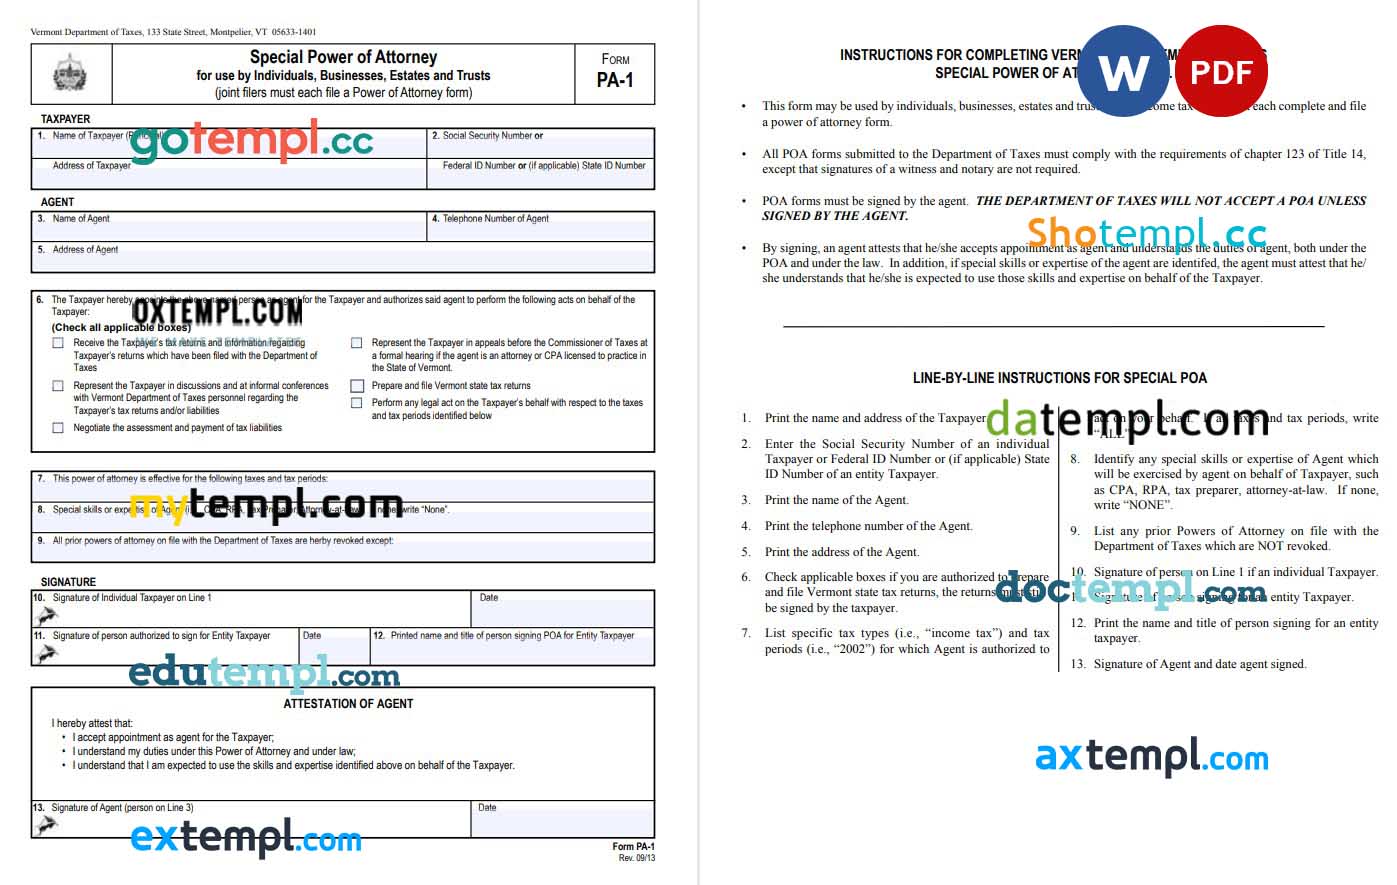 Vermont Department of Taxes, 133 State Street, Montpelier, VT 05633-1401
Special Power of Attorney
for use by Individuals, Businesses, Estates and Trusts
(joint filers must each file a Power of Attorney form)
FORM
PA-1
TAXPAYER
1. Name of Taxpayer
2. Social Security Number or
gotempl.cc
Address of Taxpayer
Federal ID Number or (if applicable) State ID Number
AGENT
3. Name of Agent
4. Telephone Number of Agent
5. Address of Agent
6. The Taxpayer hereby appoints the above named person as agent for the Taxpayer and authorizes said agent to perform the following acts on behalf of the
Taxpayer:
OXTEMPL.COM
(Check all applicable boxes)
Receive the Taxpayer's tax returns and information regarding
Taxpayer's returns which have been filed with the Department of
Taxes
Represent the Taxpayer in discussions and at informal conferences
with Vermont Department of Taxes personnel regarding the
Taxpayer's tax returns and/or liabilities
Negotiate the assessment and payment of tax liabilities
Represent the Taxpayer in appeals before the Commissioner of Taxes at
a formal hearing if the agent is an attorney or CPA licensed to practice in
the State of Vermont.
Prepare and file Vermont state tax returns
Perform any legal act on the Taxpayer's behalf with respect to the taxes
and tax periods identified below
7. This power of attorney is effective for the following taxes and tax periods:
mytempl.com
8. Special skills or expertise of Agent write "None".
9. All prior powers of attorney on file with the Department of Taxes are herby revoked except:
SIGNATURE
10. Signature of Individual Taxpayer on Line 1
Date
11. Signature of person authorized to sign for Entity Taxpayer
Date
12. Printed name and title of person signing POA for Entity Taxpayer
edutempl.com
ATTESTATION OF AGENT
I hereby attest that:
• I accept appointment as agent for the Taxpayer;
• I understand my duties under this Power of Attorney and under law;
• I understand that I am expected to use the skills and expertise identified above on behalf of the Taxpayer.
13. Signature of Agent (person on Line 3)
Date
extempl.com
Form PA-1
Rev. 09/13
INSTRUCTIONS FOR COMPLETING
SPECIAL POWER OF
W
PDF
• This form may be used by individuals, businesses, estates and tax each complete and file
a power of attorney form.
• All POA forms submitted to the Department of Taxes must comply with the requirements of chapter 123 of Title 14,
except that signatures of a witness and notary are not required.
• POA forms must be signed by the agent. THE DEPARTMENT OF TAXES WILL NOT ACCEPT A POA UNLESS
SIGNED BY THE AGENT.
Shotempl.cc
• By signing, an agent attests that he/she accepts appointment as agent and understands the duties of agent, both under the
POA and under the law. In addition, if special skills or expertise of the agent are identifed, the agent must attest that he/
she understands that he/she is expected to use those skills and expertise on behalf of the Taxpayer.
LINE-BY-LINE INSTRUCTIONS FOR SPECIAL POA
1. Print the name and address of the Taxpayer
2. Enter the Social Security Number of an individual
Taxpayer or Federal ID Number or (if applicable) State
ID Number of an entity Taxpayer.
3. Print the name of the Agent.
4. Print the telephone number of the Agent.
5. Print the address of the Agent.
6. Check applicable boxes if you are authorized to prepare
and file Vermont state tax returns, the returns must still
be signed by the taxpayer.
7. List specific tax types (i.e., "income tax") and tax
periods (i.e., "2002") for which Agent is authorized to
datempl.com
act on your behalf. If all taxes and tax periods, write
"ALL"
8. Identify any special skills or expertise of Agent which
will be exercised by agent on behalf of Taxpayer, such
as CPA, RPA, tax preparer, attorney-at-law. If none,
write "NONE".
9. List any prior Powers of Attorney on file with the
Department of Taxes which are NOT revoked.
10. Signature of person on Line 1 if an individual Taxpayer.
doctempl.com
Signature of person signing for an entity Taxpayer.
12. Print the name and title of person signing for an entity
taxpayer.
13. Signature of Agent and date agent signed.
axtempl.com